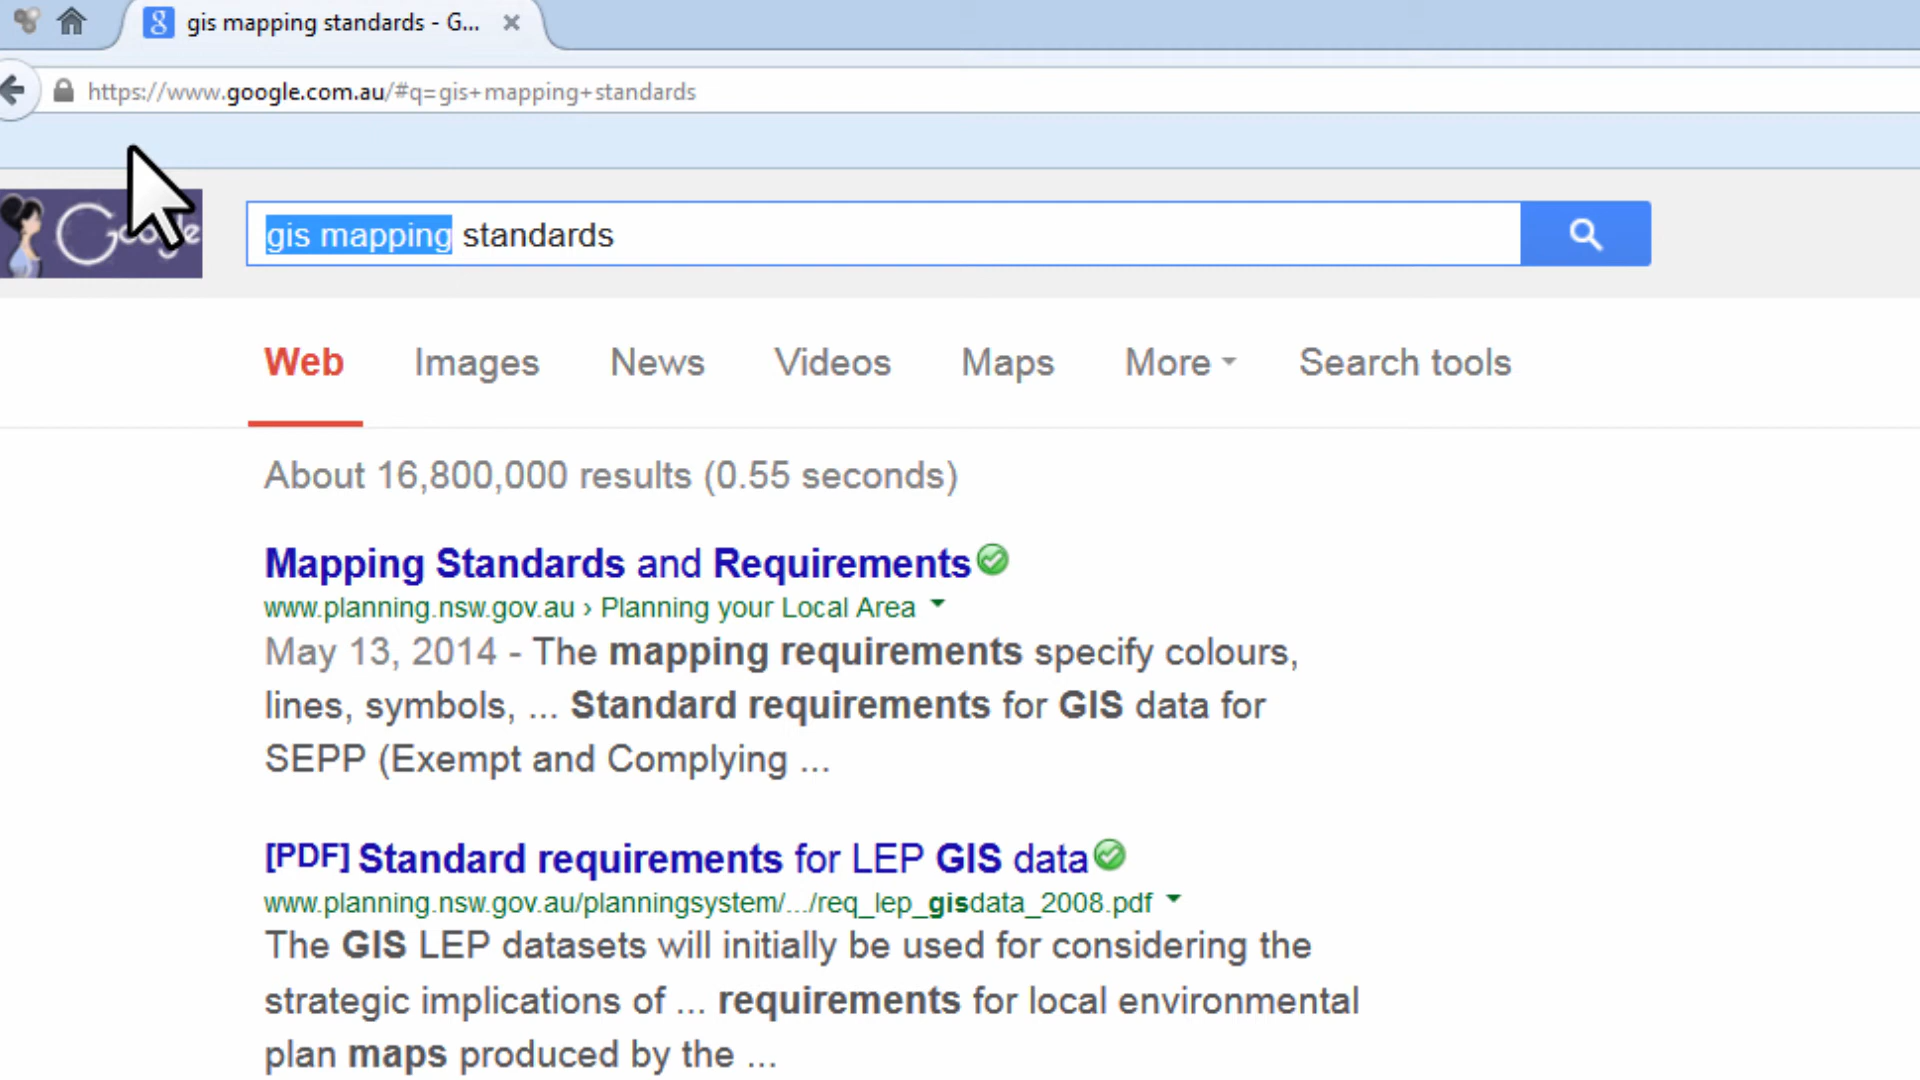 gis mapping standards - G...
https://www.google.com.au/#q=gis+mapping+standards
Google
gis mapping standards
Web Images News Videos Maps More Search tools
About 16,800,000 results (0.55 seconds)
Mapping Standards and Requirements
www.planning.nsw.gov.au › Planning your Local Area
May 13, 2014 - The mapping requirements specify colours,
lines, symbols, ... Standard requirements for GIS data for
SEPP (Exempt and Complying ...
[PDF] Standard requirements for LEP GIS data
www.planning.nsw.gov.au/planningsystem/.../req_lep_gisdata_2008.pdf
The GIS LEP datasets will initially be used for considering the
strategic implications of ... requirements for local environmental
plan maps produced by the ...